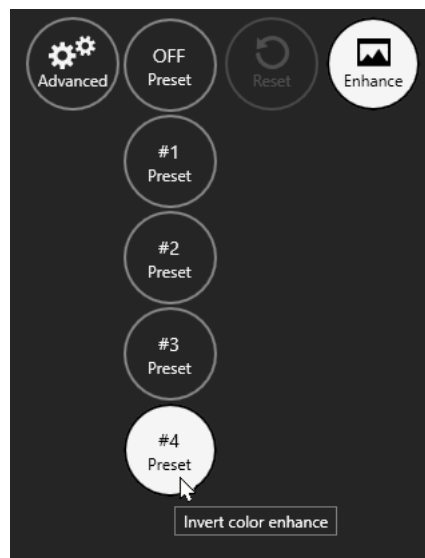 Advanced
OFF
Preset
Reset
Enhance
#1
Preset
#2
Preset
#3
Preset
#4
Preset
Invert color enhance